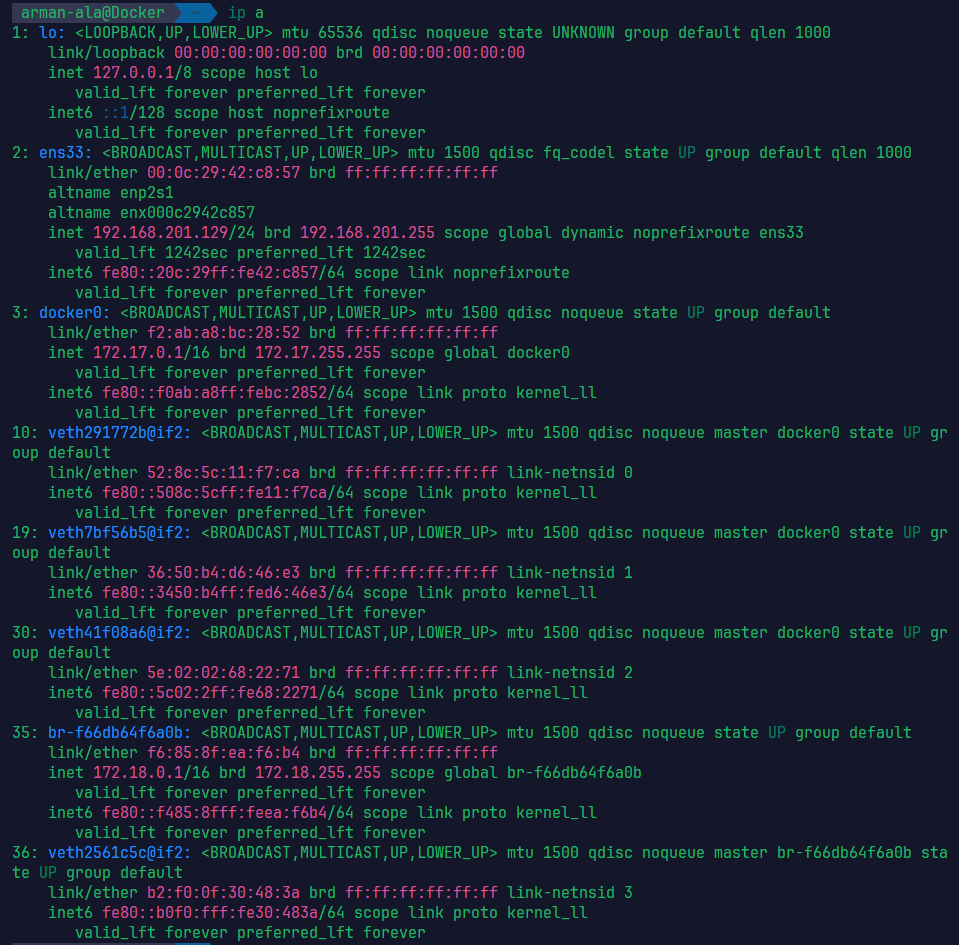 arman-ala@Docker ~ ip a
1: lo: <LOOPBACK,UP,LOWER_UP> mtu 65536 qdisc noqueue state UNKNOWN group default qlen 1000
    link/loopback 00:00:00:00:00:00 brd 00:00:00:00:00:00
    inet 127.0.0.1/8 scope host lo
       valid_lft forever preferred_lft forever
    inet6 ::1/128 scope host noprefixroute
       valid_lft forever preferred_lft forever
2: ens33: <BROADCAST,MULTICAST,UP,LOWER_UP> mtu 1500 qdisc fq_codel state UP group default qlen 1000
    link/ether 00:0c:29:42:c8:57 brd ff:ff:ff:ff:ff:ff
    altname enp2s1
    altname enx000c2942c857
    inet 192.168.201.129/24 brd 192.168.201.255 scope global dynamic noprefixroute ens33
       valid_lft 1242sec preferred_lft 1242sec
    inet6 fe80::20c:29ff:fe42:c857/64 scope link noprefixroute
       valid_lft forever preferred_lft forever
3: docker0: <BROADCAST,MULTICAST,UP,LOWER_UP> mtu 1500 qdisc noqueue state UP group default
    link/ether f2:ab:a8:bc:28:52 brd ff:ff:ff:ff:ff:ff
    inet 172.17.0.1/16 brd 172.17.255.255 scope global docker0
       valid_lft forever preferred_lft forever
    inet6 fe80::f0ab:a8ff:febc:2852/64 scope link proto kernel_ll
       valid_lft forever preferred_lft forever
10: veth291772b@if2: <BROADCAST,MULTICAST,UP,LOWER_UP> mtu 1500 qdisc noqueue master docker0 state UP gr
oup default
    link/ether 52:8c:5c:11:f7:ca brd ff:ff:ff:ff:ff:ff link-netnsid 0
    inet6 fe80::508c:5cff:fe11:f7ca/64 scope link proto kernel_ll
       valid_lft forever preferred_lft forever
19: veth7bf56b5@if2: <BROADCAST,MULTICAST,UP,LOWER_UP> mtu 1500 qdisc noqueue master docker0 state UP gr
oup default
    link/ether 36:50:b4:d6:46:e3 brd ff:ff:ff:ff:ff:ff link-netnsid 1
    inet6 fe80::3450:b4ff:fed6:46e3/64 scope link proto kernel_ll
       valid_lft forever preferred_lft forever
30: veth41f08a6@if2: <BROADCAST,MULTICAST,UP,LOWER_UP> mtu 1500 qdisc noqueue master docker0 state UP gr
oup default
    link/ether 5e:02:02:68:22:71 brd ff:ff:ff:ff:ff:ff link-netnsid 2
    inet6 fe80::5c02:2ff:fe68:2271/64 scope link proto kernel_ll
       valid_lft forever preferred_lft forever
35: br-f66db64f6a0b: <BROADCAST,MULTICAST,UP,LOWER_UP> mtu 1500 qdisc noqueue state UP group default
    link/ether f6:85:8f:ea:f6:b4 brd ff:ff:ff:ff:ff:ff
    inet 172.18.0.1/16 brd 172.18.255.255 scope global br-f66db64f6a0b
       valid_lft forever preferred_lft forever
    inet6 fe80::f485:8fff:feea:f6b4/64 scope link proto kernel_ll
       valid_lft forever preferred_lft forever
36: veth2561c5c@if2: <BROADCAST,MULTICAST,UP,LOWER_UP> mtu 1500 qdisc noqueue master br-f66db64f6a0b sta
te UP group default
    link/ether b2:f0:0f:30:48:3a brd ff:ff:ff:ff:ff:ff link-netnsid 3
    inet6 fe80::b0f0:fff:fe30:483a/64 scope link proto kernel_ll
       valid_lft forever preferred_lft forever